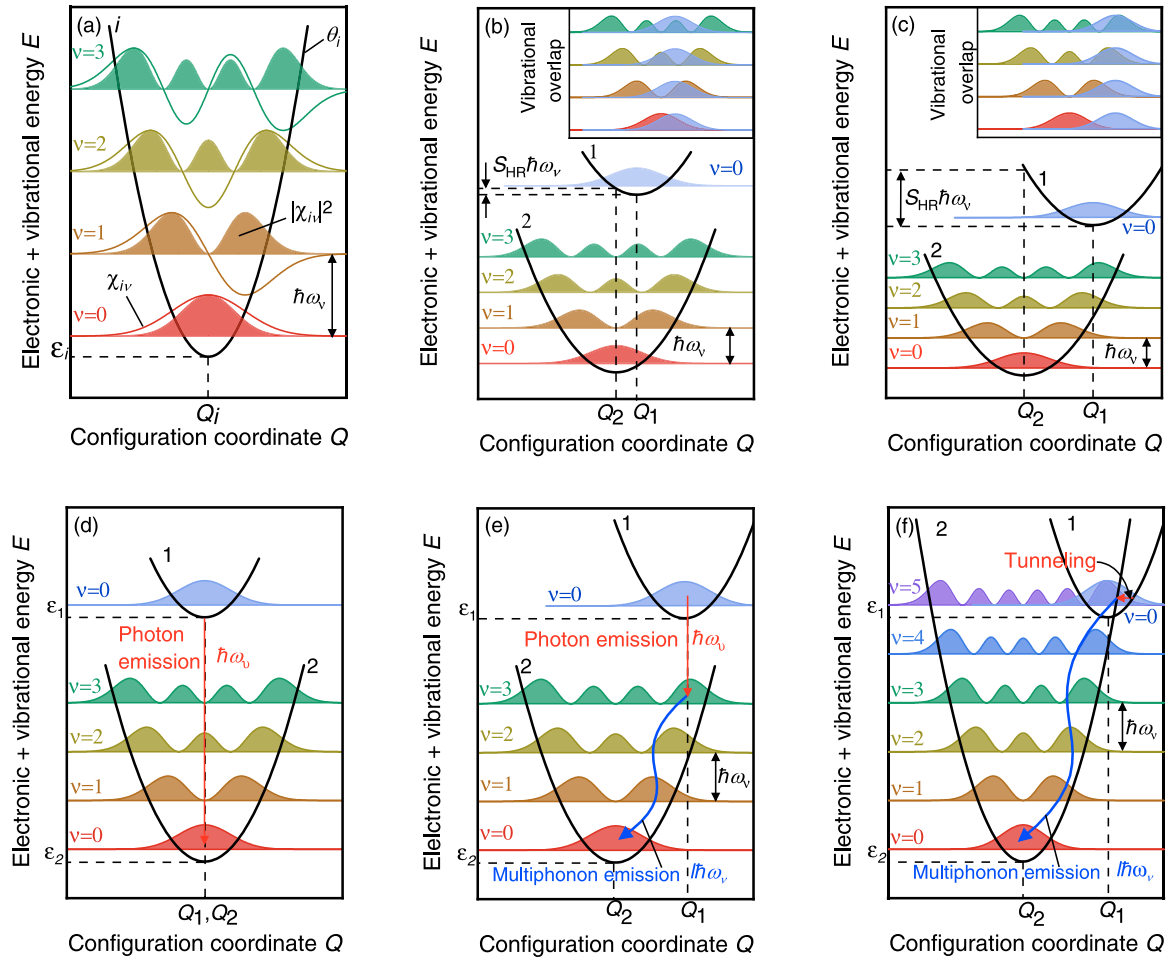 (a)
i
θi
Electronic + vibrational energy E
ν=3
ν=2
ν=1
|χiν|²
χiν
ħων
ν=0
εi
Qi
Configuration coordinate Q
(b)
Vibrational
overlap
Electronic + vibrational energy E
1
SHRħων
ν=0
2
ν=3
ν=2
ν=1
ν=0
ħων
Q2
Q1
Configuration coordinate Q
(c)
Vibrational
overlap
Electronic + vibrational energy E
1
SHRħων
ν=0
2
ν=3
ν=2
ν=1
ν=0
ħων
Q2
Q1
Configuration coordinate Q
(d)
Electronic + vibrational energy E
1
ν=0
ε1
Photon
emission
ħωυ
2
ν=3
ν=2
ν=1
ν=0
ε2
Q1,Q2
Configuration coordinate Q
(e)
Elelctronic + vibrational energy E
1
ν=0
ε1
Photon emission
ħωυ
2
ν=3
ν=2
ħων
ν=1
ν=0
ε2
Multiphonon emission
lħων
Q2
Q1
Configuration coordinate Q
(f)
Electronic + vibrational energy E
2
1
Tunneling
ν=5
ν=0
ε1
ν=4
ν=3
ħων
ν=2
ν=1
ν=0
ε2
Multiphonon emission
lħων
Q2
Q1
Configuration coordinate Q